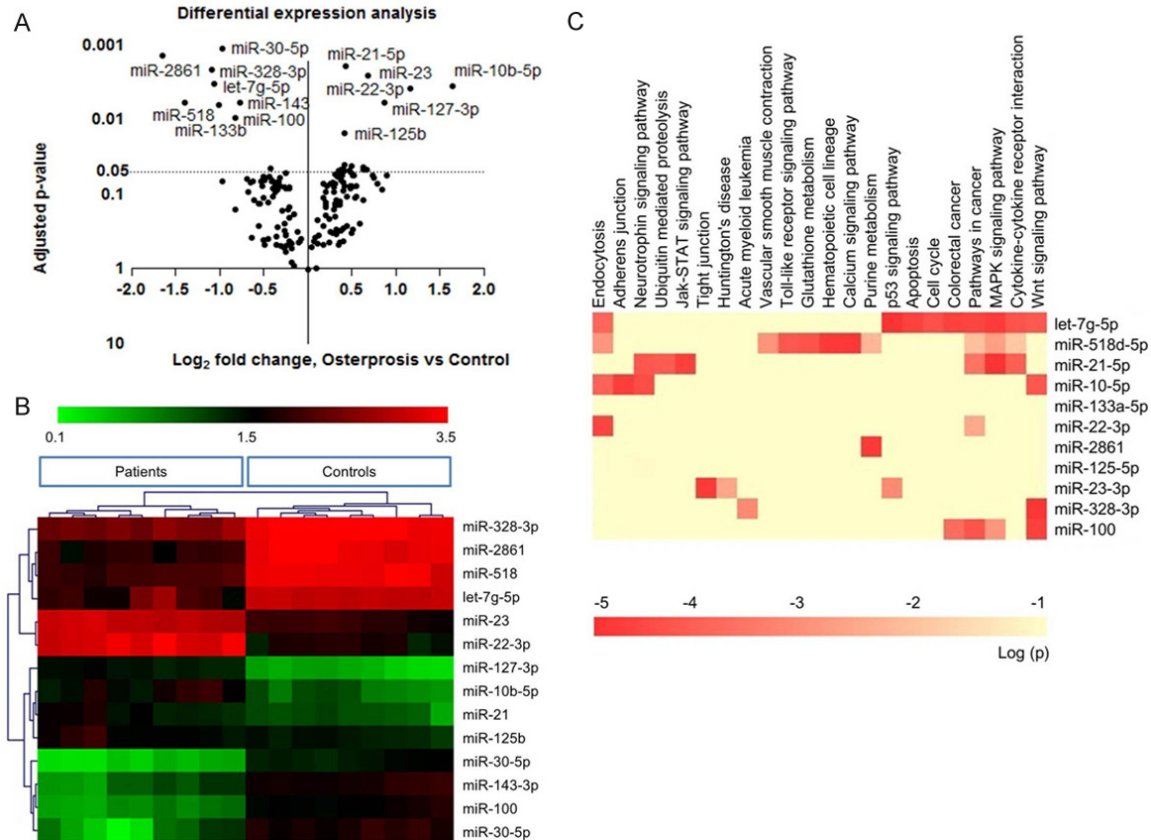 A
Differential expression analysis
0.001
0.01
0.05
0.1
1
10
Adjusted p-value
miR-30-5p
miR-2861
miR-328-3p
let-7g-5p
miR-518
miR-143
miR-133b
miR-100
miR-21-5p
miR-23
miR-10b-5p
miR-22-3p
miR-127-3p
miR-125b
-2.0 -1.5 -1.0 -0.5 0.5 1.0 1.5 2.0
Log2 fold change, Osterprosis vs Control
B
0.1 1.5 3.5
Patients Controls
miR-328-3p
miR-2861
miR-518
let-7g-5p
miR-23
miR-22-3p
miR-127-3p
miR-10b-5p
miR-21
miR-125b
miR-30-5p
miR-143-3p
miR-100
miR-30-5p
C
Endocytosis
Adherens junction
Neurotrophin signaling pathway
Ubiquitin mediated proteolysis
Jak-STAT signaling pathway
Tight junction
Huntington's disease
Acute myeloid leukemia
Vascular smooth muscle contraction
Toll-like receptor signaling pathway
Glutathione metabolism
Hematopoietic cell lineage
Calcium signaling pathway
Purine metabolism
p53 signaling pathway
Apoptosis
Cell cycle
Colorectal cancer
Pathways in cancer
MAPK signaling pathway
Cytokine-cytokine receptor interaction
Wnt signaling pathway
let-7g-5p
miR-518d-5p
miR-21-5p
miR-10-5p
miR-133a-5p
miR-22-3p
miR-2861
miR-125-5p
miR-23-3p
miR-328-3p
miR-100
-5 -4 -3 -2 -1
Log (p)